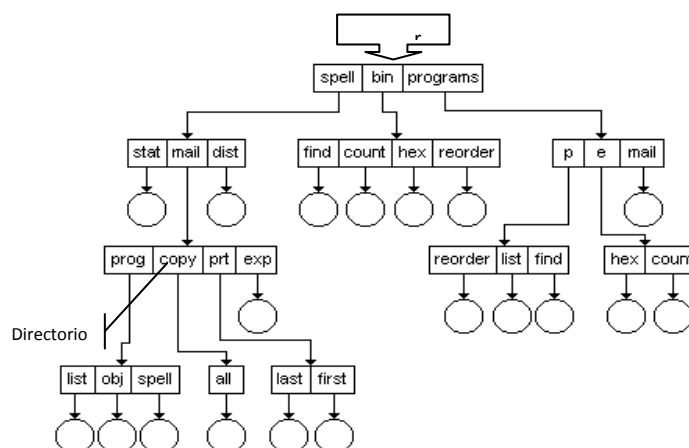 r
spell bin programs
stat mail dist find count hex reorder p e mail
prog copy prt exp reorder list find hex count
Directorio
list obj spell all last first